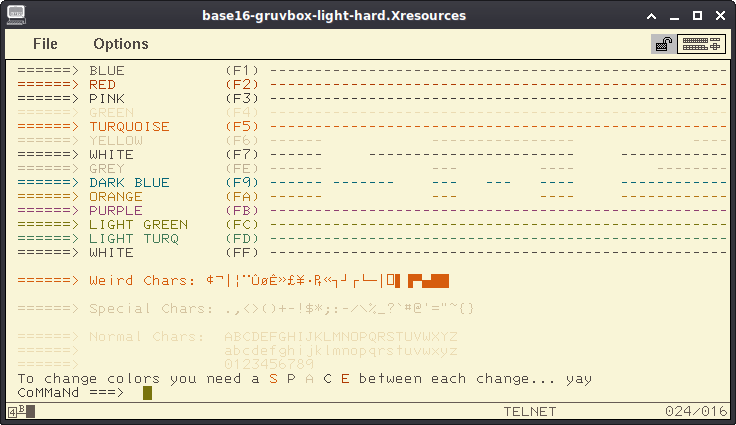 base16-gruvbox-light-hard.Xresources
File Options
======> BLUE (F1) ---------------------------------------------------
======> RED (F2) ---------------------------------------------------
======> PINK (F3) ---------------------------------------------------
======> GREEN (F4) ---------------------------------------------------
======> TURQUOISE (F5) ---------------------------------------------------
======> YELLOW (F6) ------ --- ---- ----
======> WHITE (F7) ------ ---------------- ---- ------------
======> GREY (FE) ------ --- ---- ----
======> DARK BLUE (F9) ------ ------- --- --- ---- ------------
======> ORANGE (FA) ------ --- ---- ------------
======> PURPLE (FB) ---------------------------------------------------
======> LIGHT GREEN (FC) ---------------------------------------------------
======> LIGHT TURQ (FD) ---------------------------------------------------
======> WHITE (FF)
======> Weird Chars: ¢¬|¦¨ÛøÊ»£¥·₧«┐┘┌└─│
======> Special Chars: .,<>()+-!$*;:-/\%_?`#@'="~{}
======> Normal Chars: ABCDEFGHIJKLMNOPQRSTUVWXYZ
======> abcdefghijklmnopqrstuvwxyz
======> 0123456789
To change colors you need a S P A C E between each change... yay
CoMMaNd ===>
4B TELNET 024/016